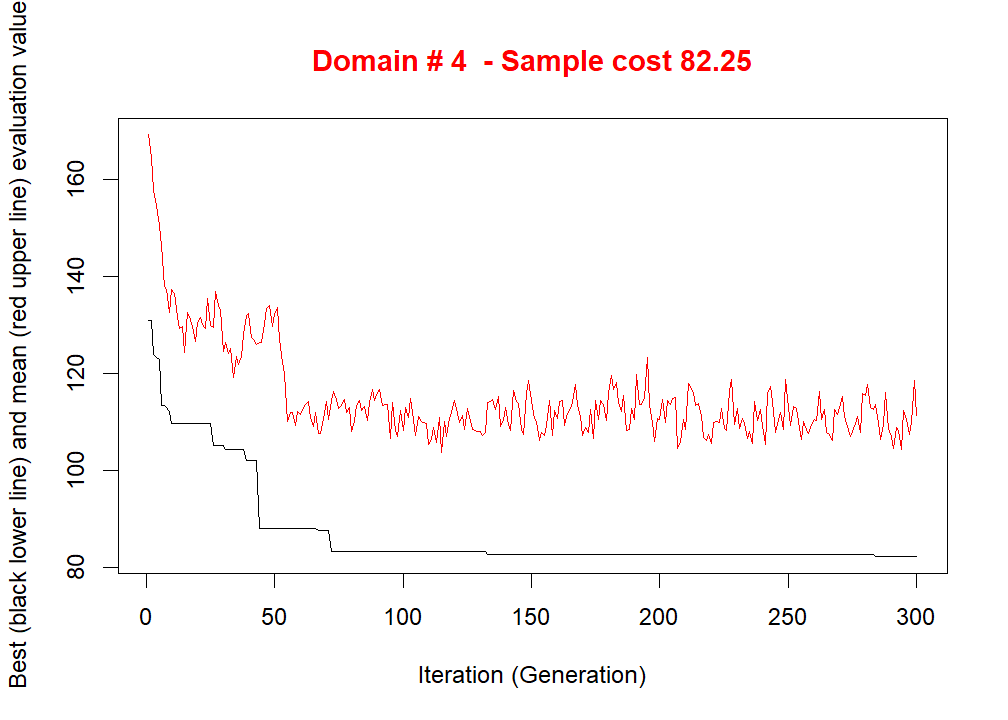 Domain # 4  - Sample cost 82.25
Best (black lower line) and mean (red upper line) evaluation value
160
140
120
100
80
0 50 100 150 200 250 300
Iteration (Generation)